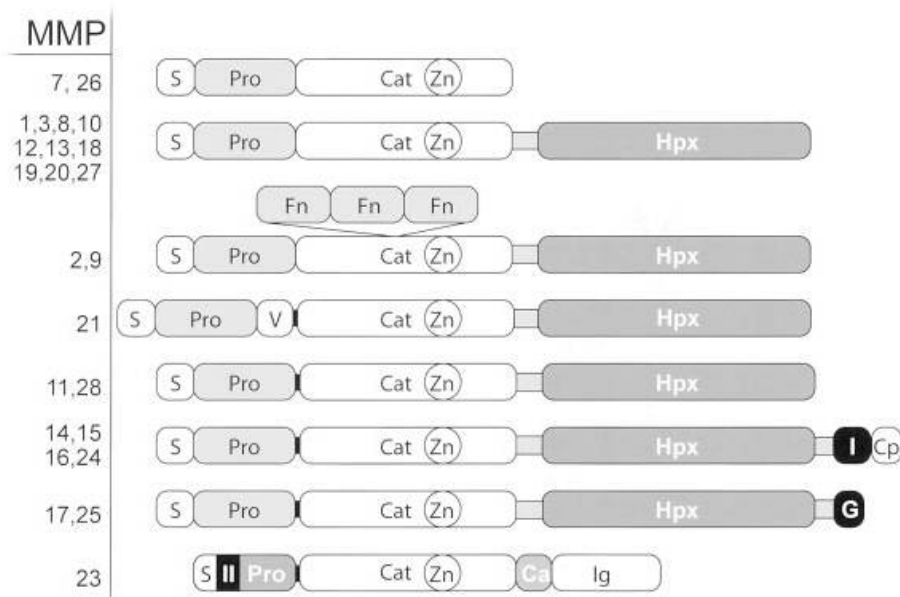 MMP
7, 26 S Pro Cat Zn
1,3,8,10
12,13,18 S Pro Cat Zn Hpx
19,20,27
Fn Fn Fn
2,9 S Pro Cat Zn Hpx
21 S Pro V Cat Zn Hpx
11,28 S Pro Cat Zn Hpx
14,15
16,24 S Pro Cat Zn Hpx I Cp
17,25 S Pro Cat Zn Hpx G
23 S II Pro Cat Zn Ca Ig